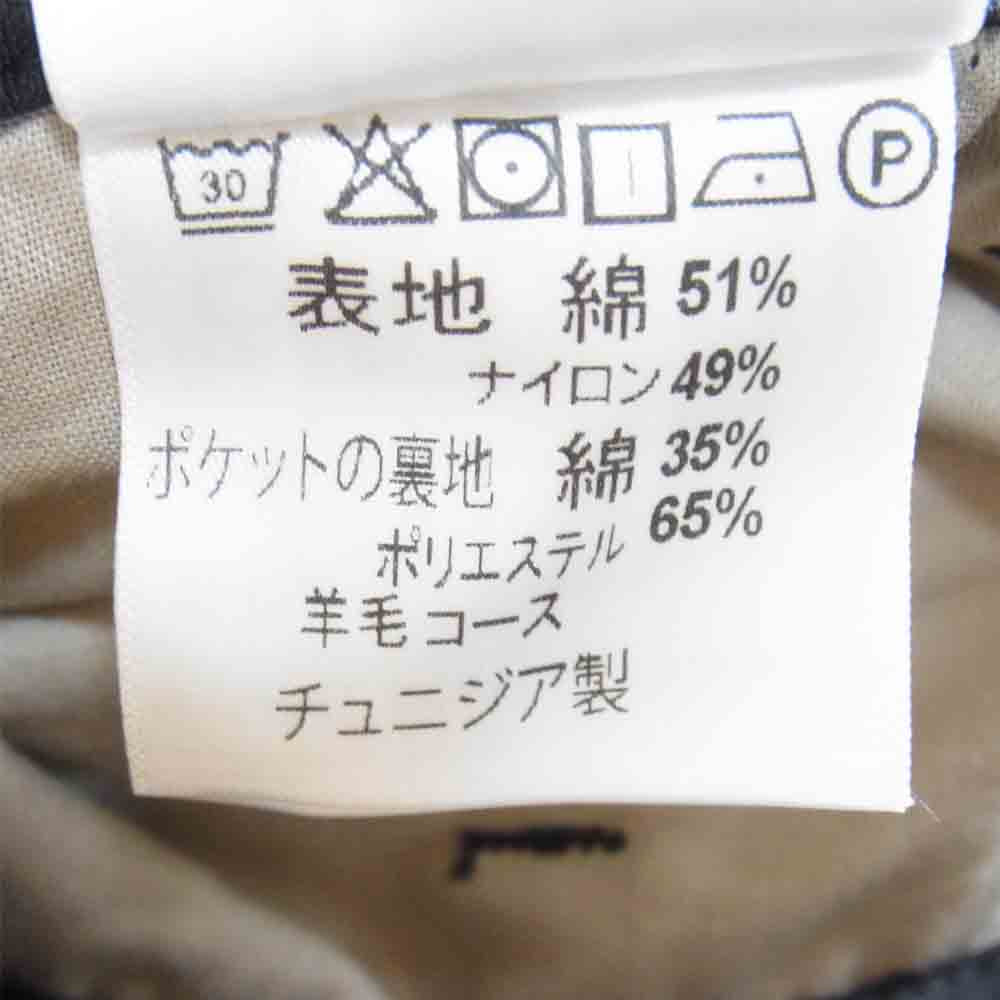 30 P
表地 綿 51%
ナイロン 49%
ポケットの裏地 綿 35%
ポリエステル 65%
羊毛コース
チュニジア製